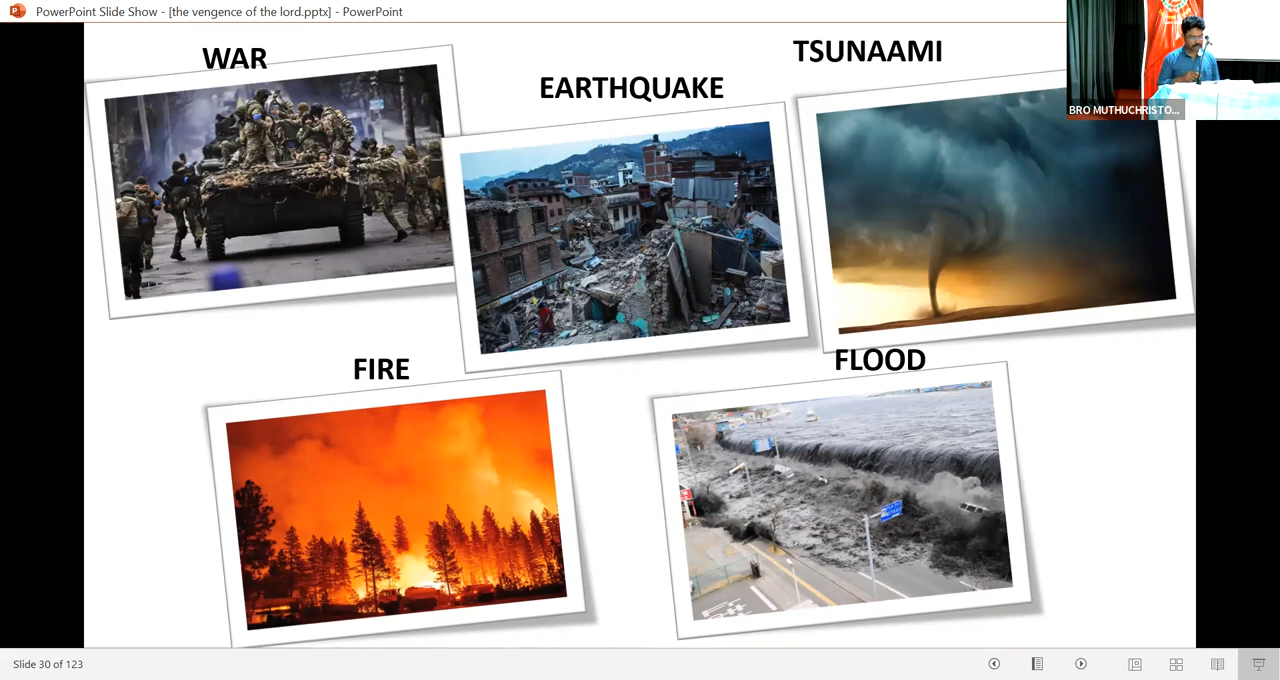 PowerPoint Slide Show - [the vengence of the lord.pptx] - PowerPoint
WAR
EARTHQUAKE
TSUNAAMI
BRO MUTHUCHRISTO...
FIRE
FLOOD
Slide 30 of 123